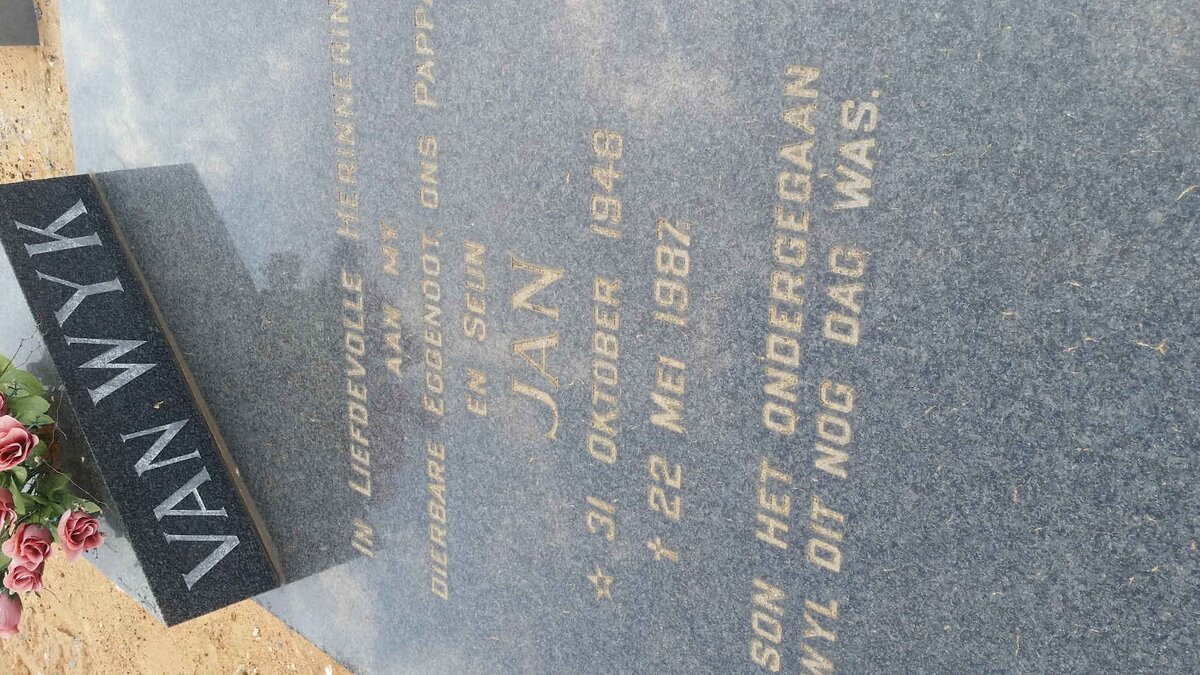 VAN WYK
IN LIEFDEVOLLE HERINNERIN
AAN MY
DIERBARE EGGENOOT, ONS PAPPA
EN SEUN
JAN
☆ 31 OKTOBER 1948
✝ 22 MEI 1987.
SON HET ONDERGEGAAN
WYL DIT NOG DAG WAS.